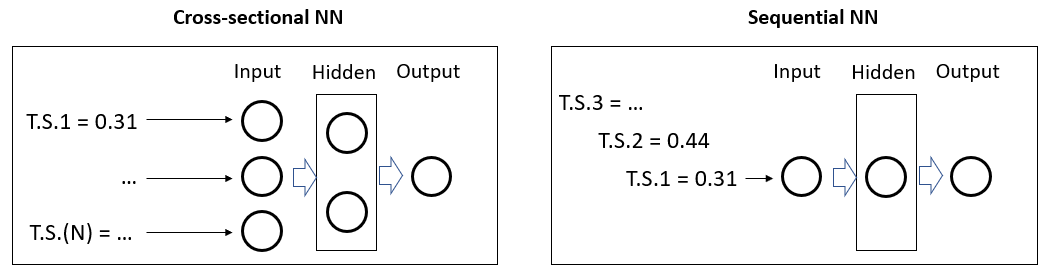 Cross-sectional NN
Input Hidden Output
T.S.1 = 0.31
...
T.S.(N) = ...
Sequential NN
Input Hidden Output
T.S.3 = ...
T.S.2 = 0.44
T.S.1 = 0.31